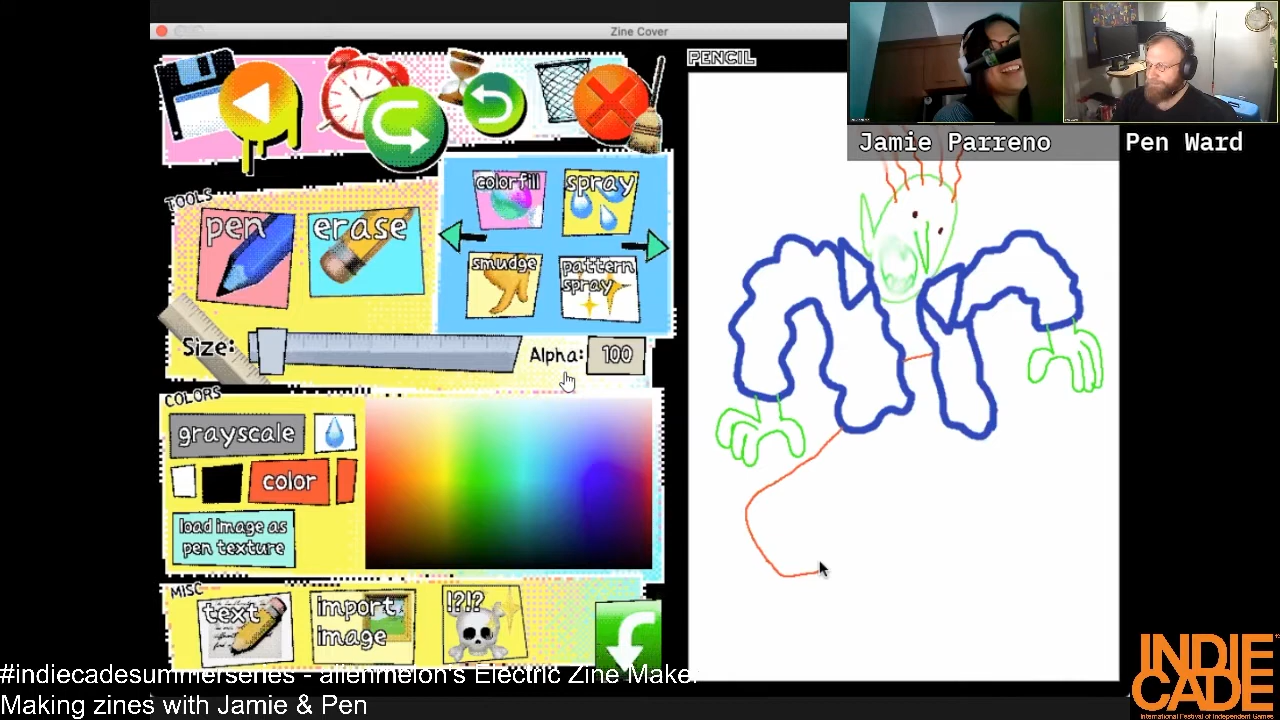 Zine Cover
PENCIL
Jamie Parreno
Pen Ward
TOOLS
pen
erase
colorfill
spray
smudge
pattern
spray
Size:
Alpha:
100
COLORS
grayscale
color
load image as
pen texture
MISC
text
import
image
!?!?
#indiecadesummerseries - alienmelon's Electric Zine Maker
Making zines with Jamie & Pen
INDIE
CADE
International Festival of Independent Games